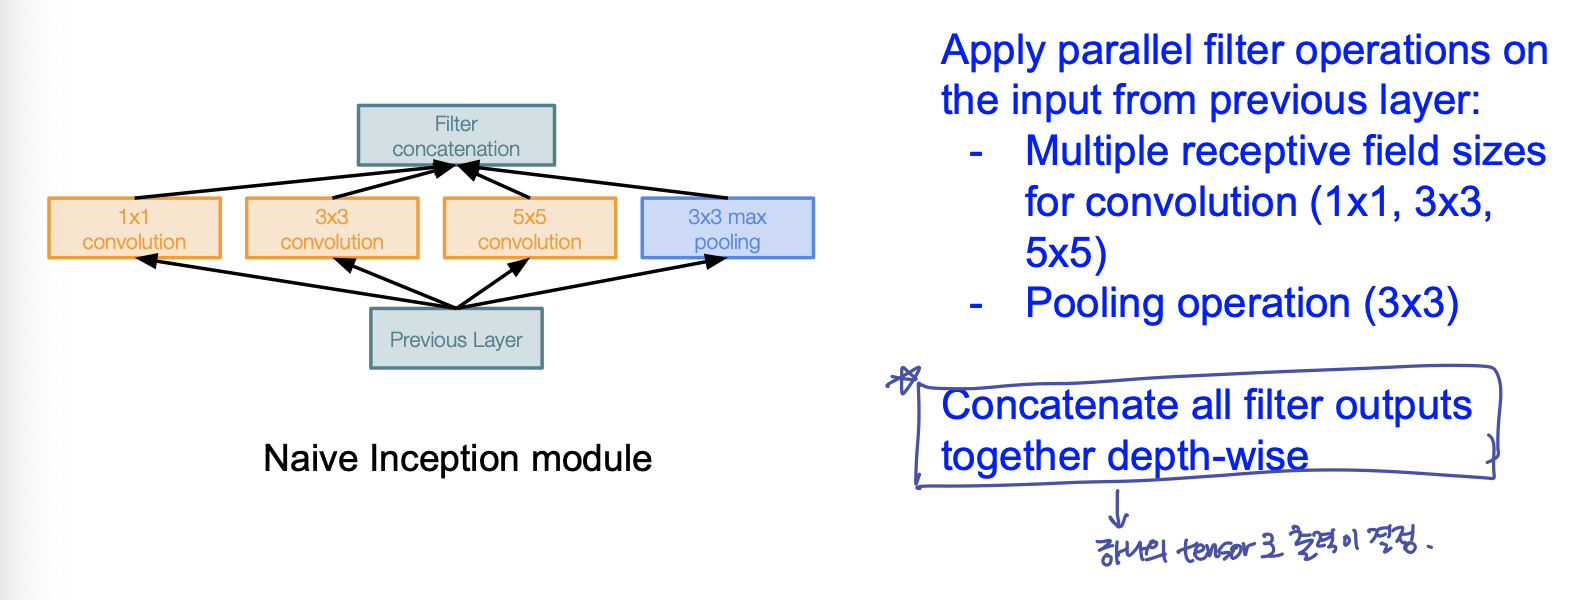 Filter
concatenation
1x1
convolution
3x3
convolution
5x5
convolution
3x3 max
pooling
Previous Layer
Naive Inception module
Apply parallel filter operations on
the input from previous layer:
- Multiple receptive field sizes
for convolution (1x1, 3x3,
5x5)
- Pooling operation (3x3)
Concatenate all filter outputs
together depth-wise
하나의 tensor로 출력이 결정.